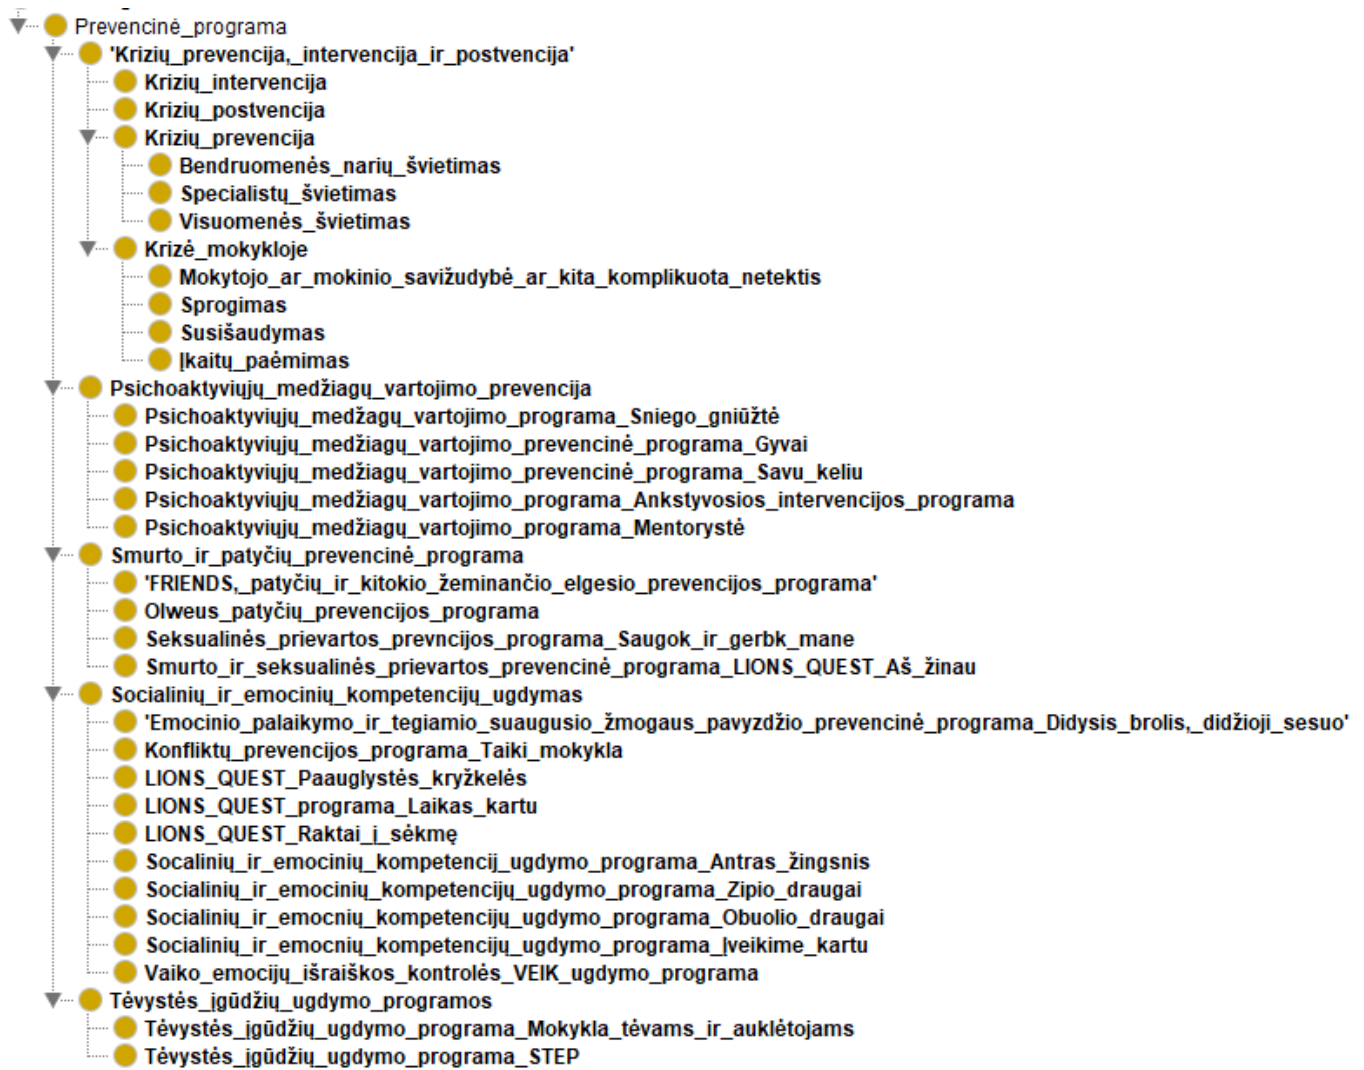 Prevencinė_programa
'Krizių_prevencija,_intervencija_ir_postvencija'
Krizių_intervencija
Krizių_postvencija
Krizių_prevencija
Bendruomenės_narių_švietimas
Specialistų_švietimas
Visuomenės_švietimas
Krizė_mokykloje
Mokytojo_ar_mokinio_savižudybė_ar_kita_komplikuota_netektis
Sprogimas
Susišaudymas
Įkaitų_paėmimas
Psichoaktyviųjų_medžiagų_vartojimo_prevencija
Psichoaktyviųjų_medžagų_vartojimo_programa_Sniego_gniūžtė
Psichoaktyviųjų_medžiagų_vartojimo_prevencinė_programa_Gyvai
Psichoaktyviųjų_medžiagų_vartojimo_prevencinė_programa_Savu_keliu
Psichoaktyviųjų_medžiagų_vartojimo_programa_Ankstyvosios_intervencijos_programa
Psichoaktyviųjų_medžiagų_vartojimo_programa_Mentorystė
Smurto_ir_patyčių_prevencinė_programa
'FRIENDS,_patyčių_ir_kitokio_žeminančio_elgesio_prevencijos_programa'
Olweus_patyčių_prevencijos_programa
Seksualinės_prievartos_prevncijos_programa_Saugok_ir_gerbk_mane
Smurto_ir_seksualinės_prievartos_prevencinė_programa_LIONS_QUEST_Aš_žinau
Socialinių_ir_emocinių_kompetencijų_ugdymas
'Emocinio_palaikymo_ir_tegiamio_suaugusio_žmogaus_pavyzdžio_prevencinė_programa_Didysis_brolis,_didžioji_sesuo'
Konfliktų_prevencijos_programa_Taiki_mokykla
LIONS_QUEST_Paauglystės_kryžkelės
LIONS_QUEST_programa_Laikas_kartu
LIONS_QUEST_Raktai_į_sėkmę
Socalinių_ir_emocinių_kompetencij_ugdymo_programa_Antras_žingsnis
Socialinių_ir_emocinių_kompetencijų_ugdymo_programa_Zipio_draugai
Socialinių_ir_emocnių_kompetencijų_ugdymo_programa_Obuolio_draugai
Socialinių_ir_emocnių_kompetencijų_ugdymo_programa_Įveikime_kartu
Vaiko_emocijų_išraiškos_kontrolės_VEIK_ugdymo_programa
Tėvystės_įgūdžių_ugdymo_programos
Tėvystės_įgūdžių_ugdymo_programa_Mokykla_tėvams_ir_auklėtojams
Tėvystės_įgūdžių_ugdymo_programa_STEP